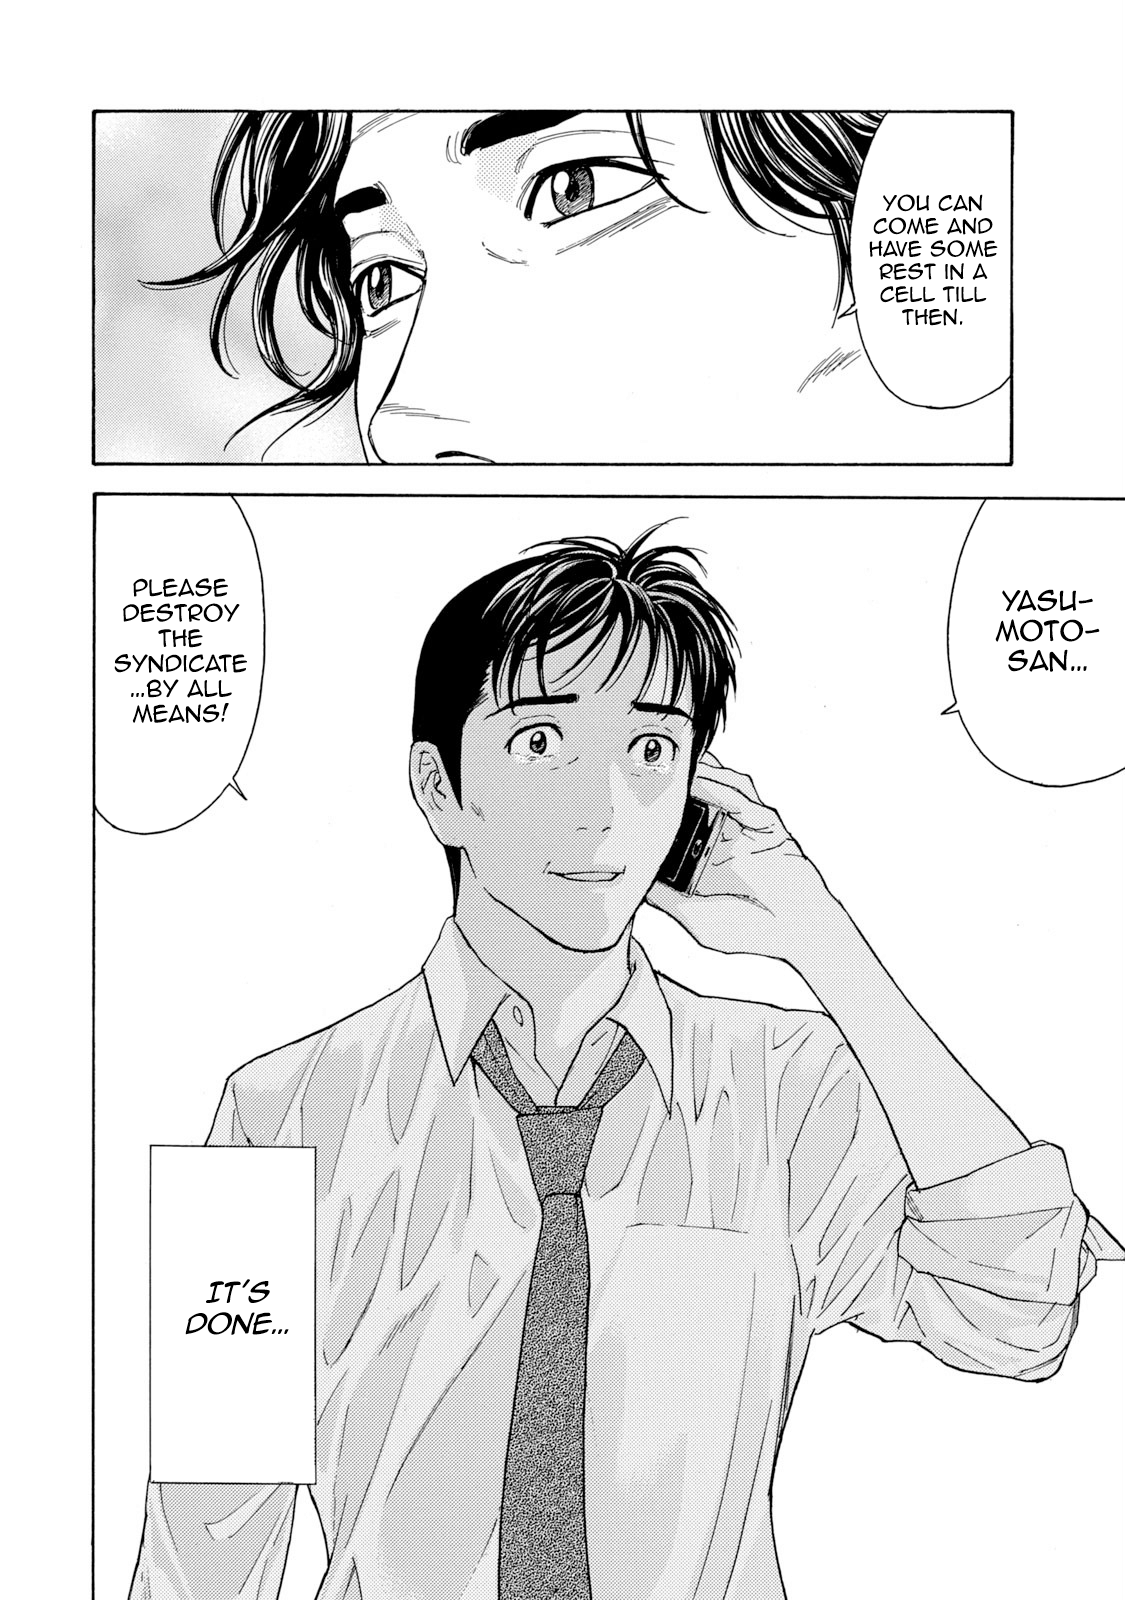 YOU CAN
COME AND
HAVE SOME
REST IN A
CELL TILL
THEN.
YASU-
MOTO-
SAN...
PLEASE
DESTROY
THE
SYNDICATE
...BY ALL
MEANS!
IT'S
DONE...